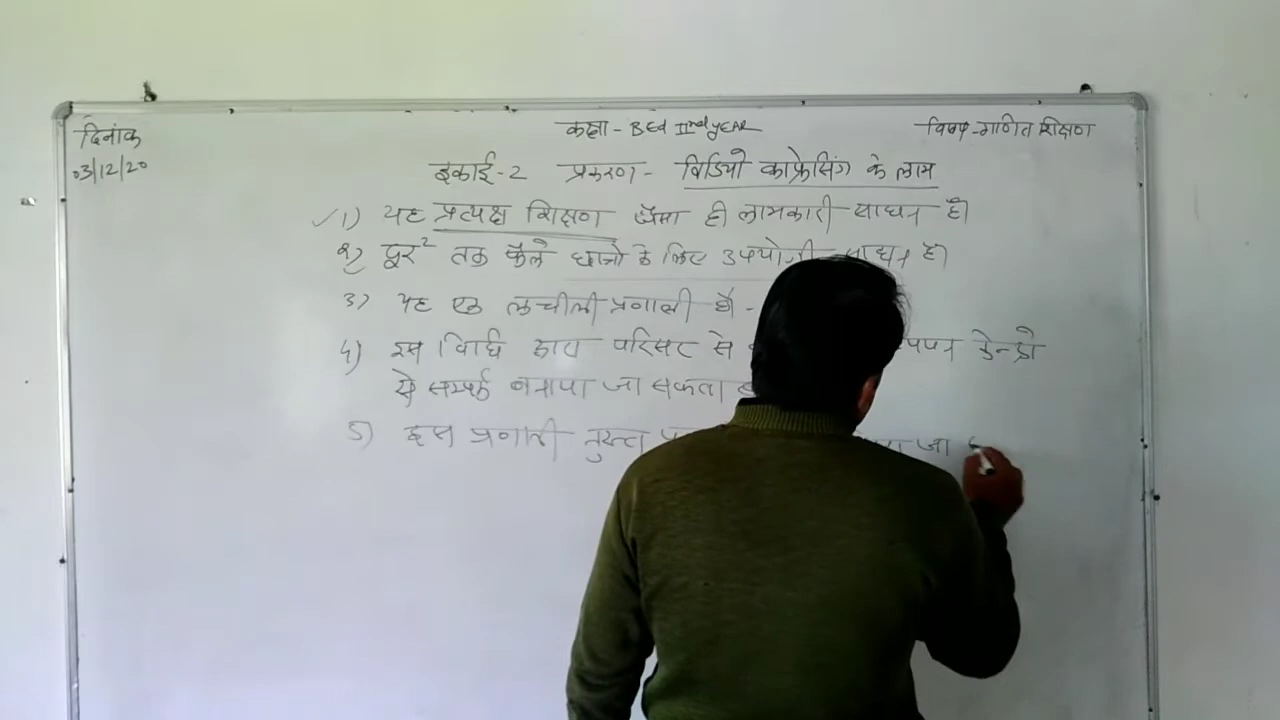 दिनांक
03/12/20
कक्षा - BEd IInd YEAR
विषय - गणित शिक्षण
इकाई-2 प्रकरण - विडियो कांफ्रेसिंग के लाभ
1) यह प्रत्यक्ष शिक्षण जैसा ही लाभकारी साधन है।
2) दूर² तक फैले छात्रो के लिए उपयोगी साधन है।
3) यह एक लचीली प्रणाली है -
4) इस विधि द्वारा परिसर से केन्द्रो
से सम्पर्क बनाया जा सकता
5) इस प्रणाली तुरन्त जा